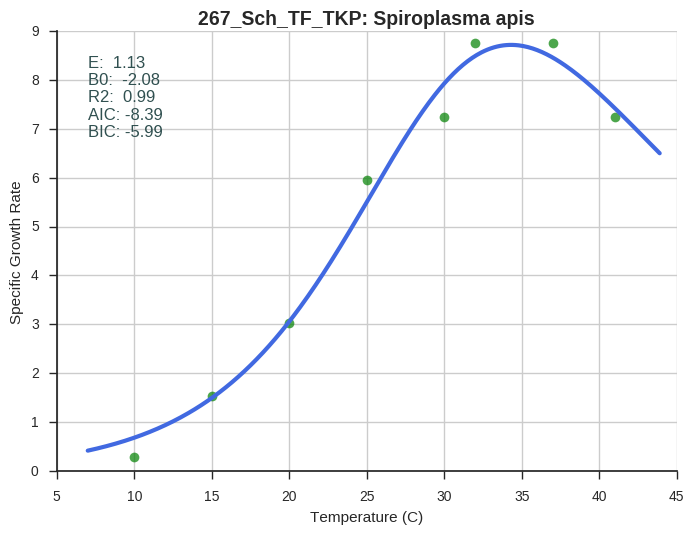 267_Sch_TF_TKP: Spiroplasma apis
E: 1.13
B0: -2.08
R2: 0.99
AIC: -8.39
BIC: -5.99
Specific Growth Rate
9
8
7
6
5
4
3
2
1
0
5 10 15 20 25 30 35 40 45
Temperature (C)